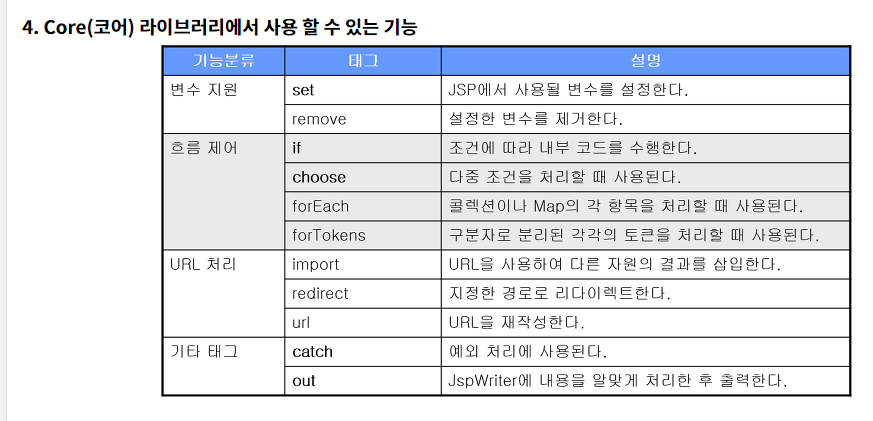 4. Core(코어) 라이브러리에서 사용 할 수 있는 기능
기능분류 태그 설명
변수 지원 set JSP에서 사용될 변수를 설정한다.
remove 설정한 변수를 제거한다.
흐름 제어 if 조건에 따라 내부 코드를 수행한다.
choose 다중 조건을 처리할 때 사용된다.
forEach 콜렉션이나 Map의 각 항목을 처리할 때 사용된다.
forTokens 구분자로 분리된 각각의 토큰을 처리할 때 사용된다.
URL 처리 import URL을 사용하여 다른 자원의 결과를 삽입한다.
redirect 지정한 경로로 리다이렉트한다.
url URL을 재작성한다.
기타 태그 catch 예외 처리에 사용된다.
out JspWriter에 내용을 알맞게 처리한 후 출력한다.